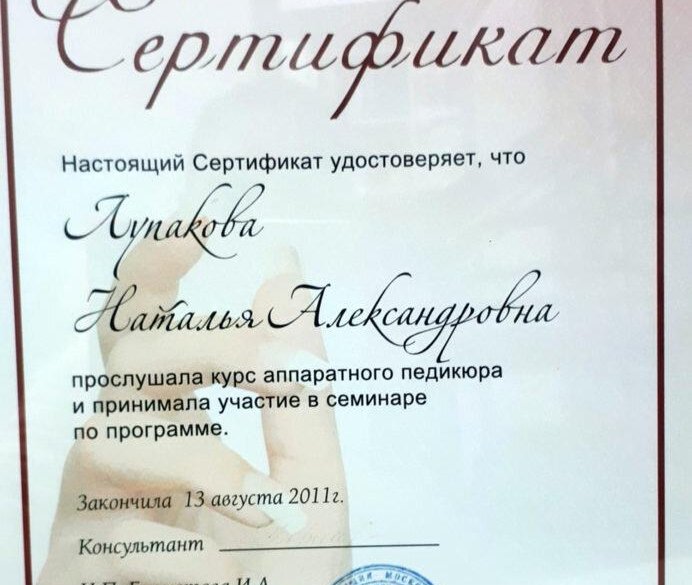 Сертификат
Настоящий Сертификат удостоверяет, что
Лупакова
Наталья Александровна
прослушала курс аппаратного педикюра
и принимала участие в семинаре
по программе.
Закончила 13 августа 2011г.
Консультант
И.А.